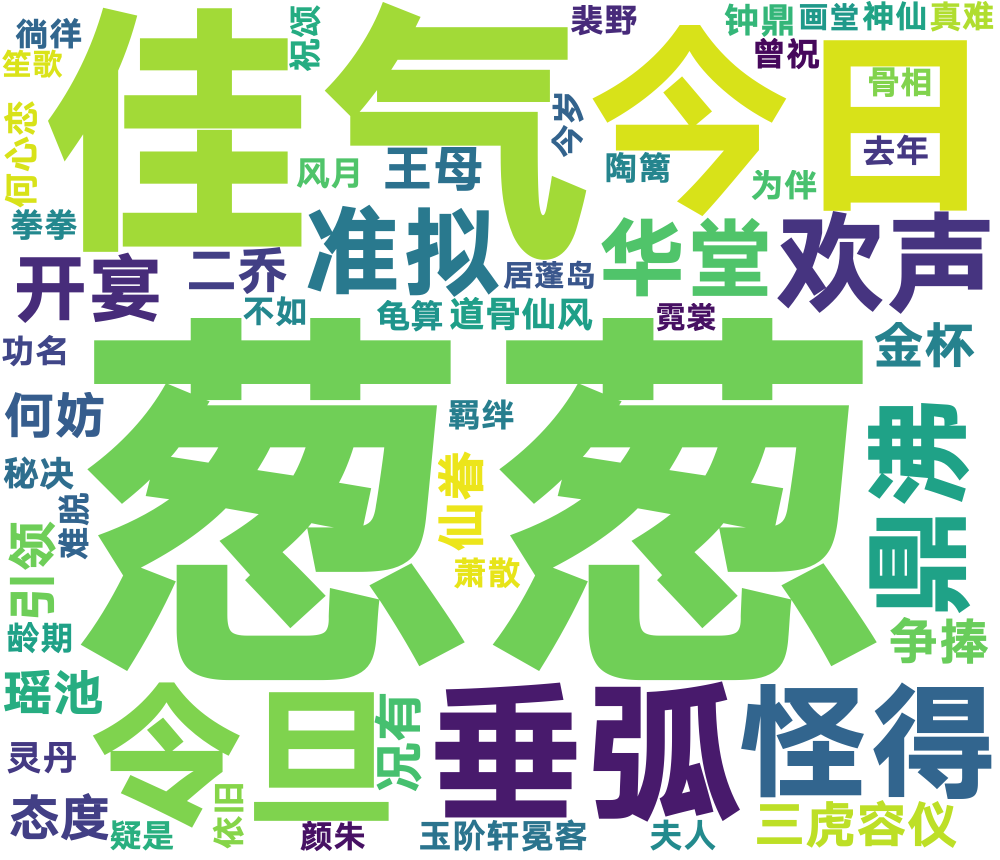 徜徉
祝颂
裴野
钟鼎
画堂
神仙
真难
笙歌
佳气
今日
曾祝
骨相
何心恋
今岁
去年
王母
陶篱
风月
为伴
拳拳
准拟
华堂
欢声
开宴
二乔
居蓬岛
不如
龟算
道骨仙风
霓裳
功名
金杯
葱葱
何妨
羁绊
鼎沸
秘决
仙眷
难脱
萧散
引领
龄期
争捧
瑶池
令旦
况有
垂弧
怪得
灵丹
态度
依旧
三虎容仪
疑是
颜朱
玉阶轩冕客
夫人